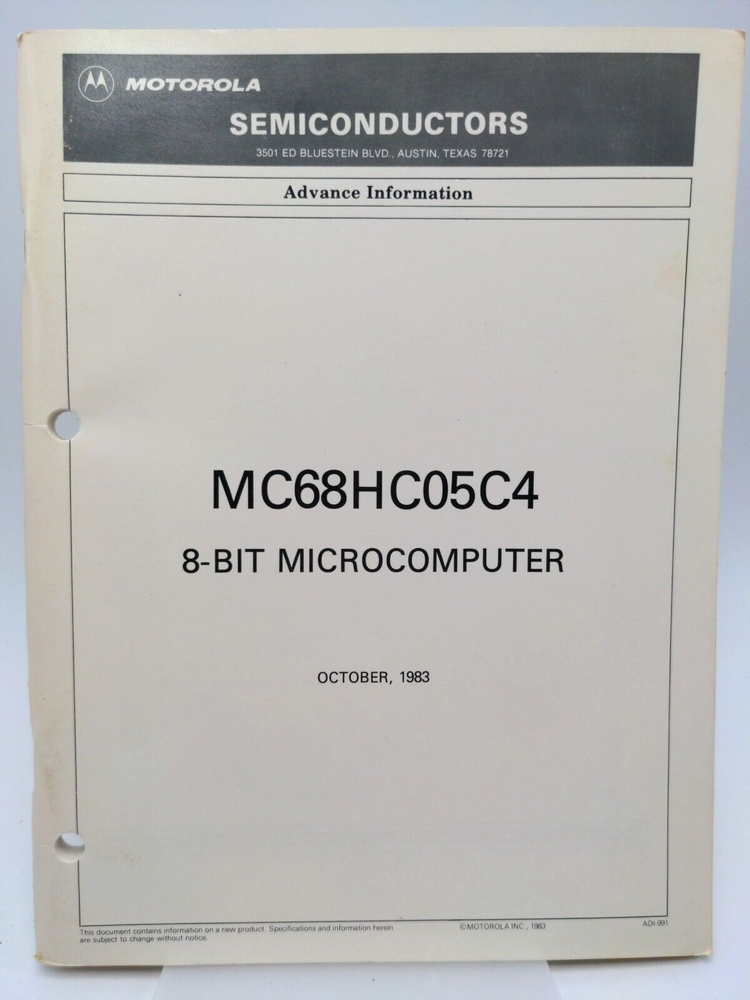 MOTOROLA
SEMICONDUCTORS
3501 ED BLUESTEIN BLVD., AUSTIN, TEXAS 78721
Advance Information
MC68HC05C4
8-BIT MICROCOMPUTER
OCTOBER, 1983
This document contains information on a new product. Specifications and information herein
are subject to change without notice.
©MOTOROLA INC., 1983
ADI-991